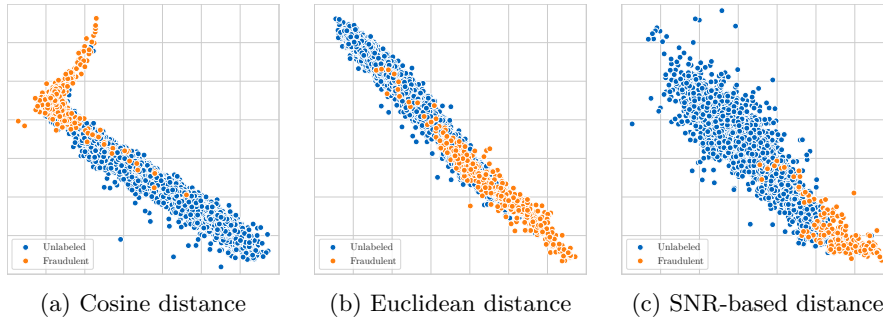 Unlabeled
Fraudulent
Unlabeled
Fraudulent
Unlabeled
Fraudulent
(a) Cosine distance
(b) Euclidean distance
(c) SNR-based distance